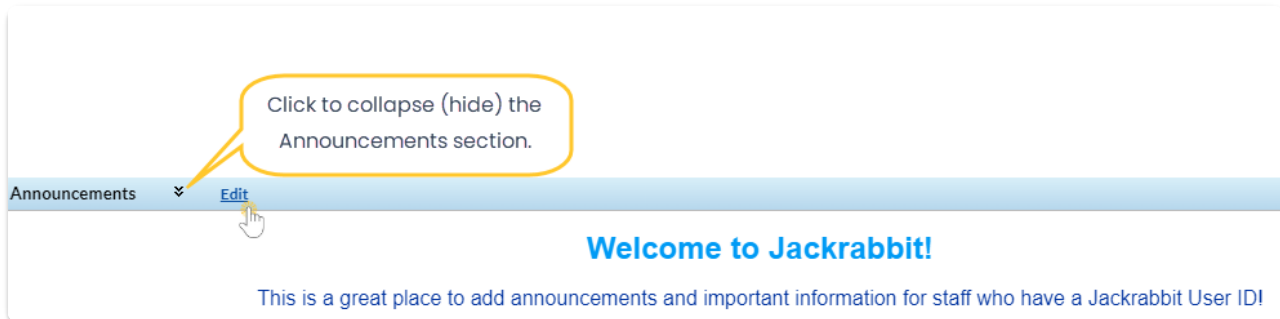 Click to collapse (hide) the
Announcements section.
Announcements Edit
Welcome to Jackrabbit!
This is a great place to add announcements and important information for staff who have a Jackrabbit User ID!